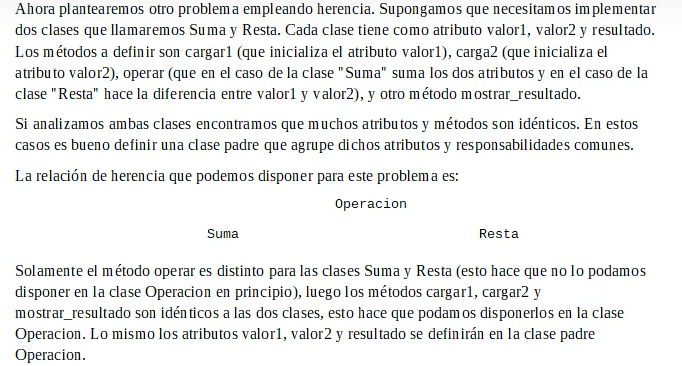 Ahora plantearemos otro problema empleando herencia. Supongamos que necesitamos implementar
dos clases que llamaremos Suma y Resta. Cada clase tiene como atributo valor1, valor2 y resultado.
Los métodos a definir son cargar1 (que inicializa el atributo valor1), carga2 (que inicializa el
atributo valor2), operar (que en el caso de la clase "Suma" suma los dos atributos y en el caso de la
clase "Resta" hace la diferencia entre valor1 y valor2), y otro método mostrar_resultado.
Si analizamos ambas clases encontramos que muchos atributos y métodos son idénticos. En estos
casos es bueno definir una clase padre que agrupe dichos atributos y responsabilidades comunes.
La relación de herencia que podemos disponer para este problema es:
Operacion
Suma Resta
Solamente el método operar es distinto para las clases Suma y Resta (esto hace que no lo podamos
disponer en la clase Operacion en principio), luego los métodos cargar1, cargar2 y
mostrar_resultado son idénticos a las dos clases, esto hace que podamos disponerlos en la clase
Operacion. Lo mismo los atributos valor1, valor2 y resultado se definirán en la clase padre
Operacion.